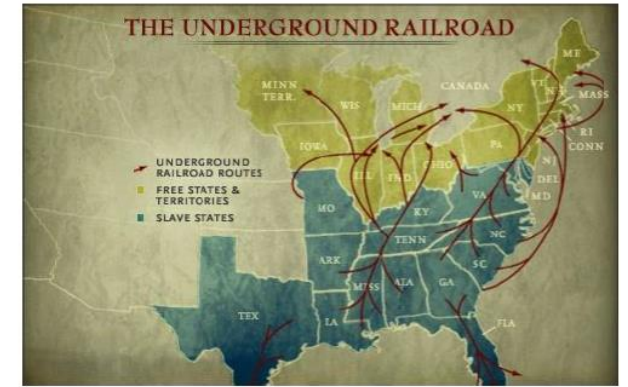 THE UNDERGROUND RAILROAD
ME
MINN
TERR.
CANADA
VT
NH
MASS
WIS
MICH
NY
RI
CONN
IOWA
PA
UNDERGROUND
RAILROAD ROUTES
FREE STATES &
TERRITORIES
SLAVE STATES
ILL
IND
OHIO
NJ
DEL
MD
MO
KY
VA
TENN
NC
ARK
SC
MISS
ALA
GA
TEX
LA
FLA